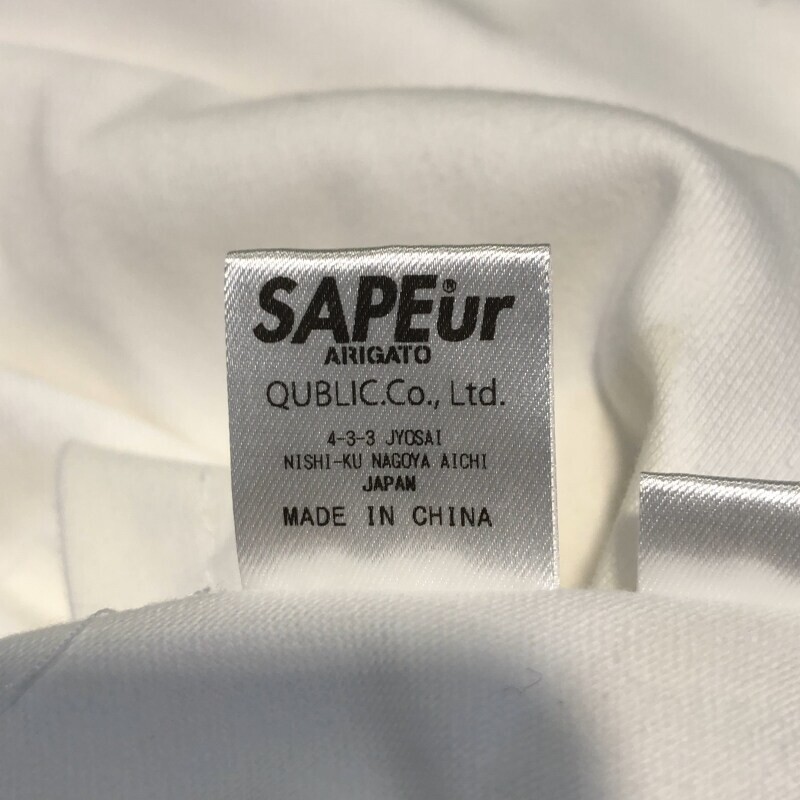 SAPEur®
ARIGATO
QUBLIC.Co., Ltd.
4-3-3 JYOSAI
NISHI-KU NAGOYA AICHI
JAPAN
MADE IN CHINA